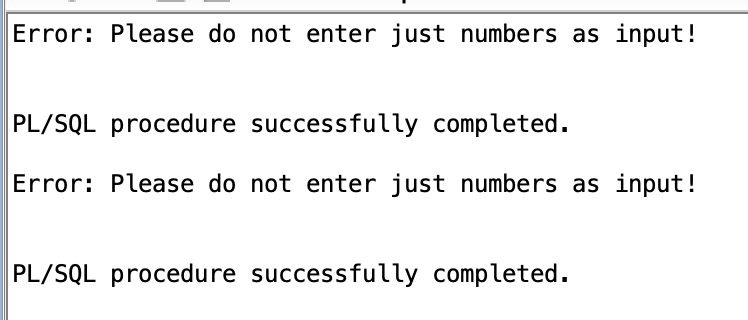 Error: Please do not enter just numbers as input!
PL/SQL procedure successfully completed.
Error: Please do not enter just numbers as input!
PL/SQL procedure successfully completed.